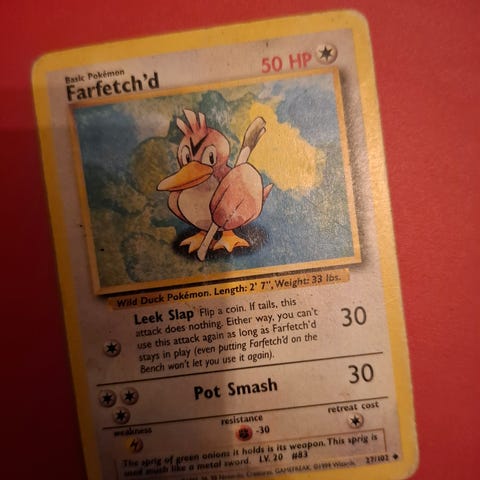 Basic Pokémon
Farfetch'd
50 HP
Wild Duck Pokémon. Length: 2' 7", Weight: 33 lbs.
Leek Slap Flip a coin. If tails, this
attack does nothing. Either way, you can't
use this attack again as long as Farfetch'd
stays in play (even putting Farfetch'd on the
Bench won't let you use it again).
30
Pot Smash
30
weakness
resistance
-30
retreat cost
The sprig of green onions it holds is its weapon. This sprig is
used much like a metal sword. LV. 20 #83
Creatures, GAMEFREAK. ©1999 Wizards. 27/102